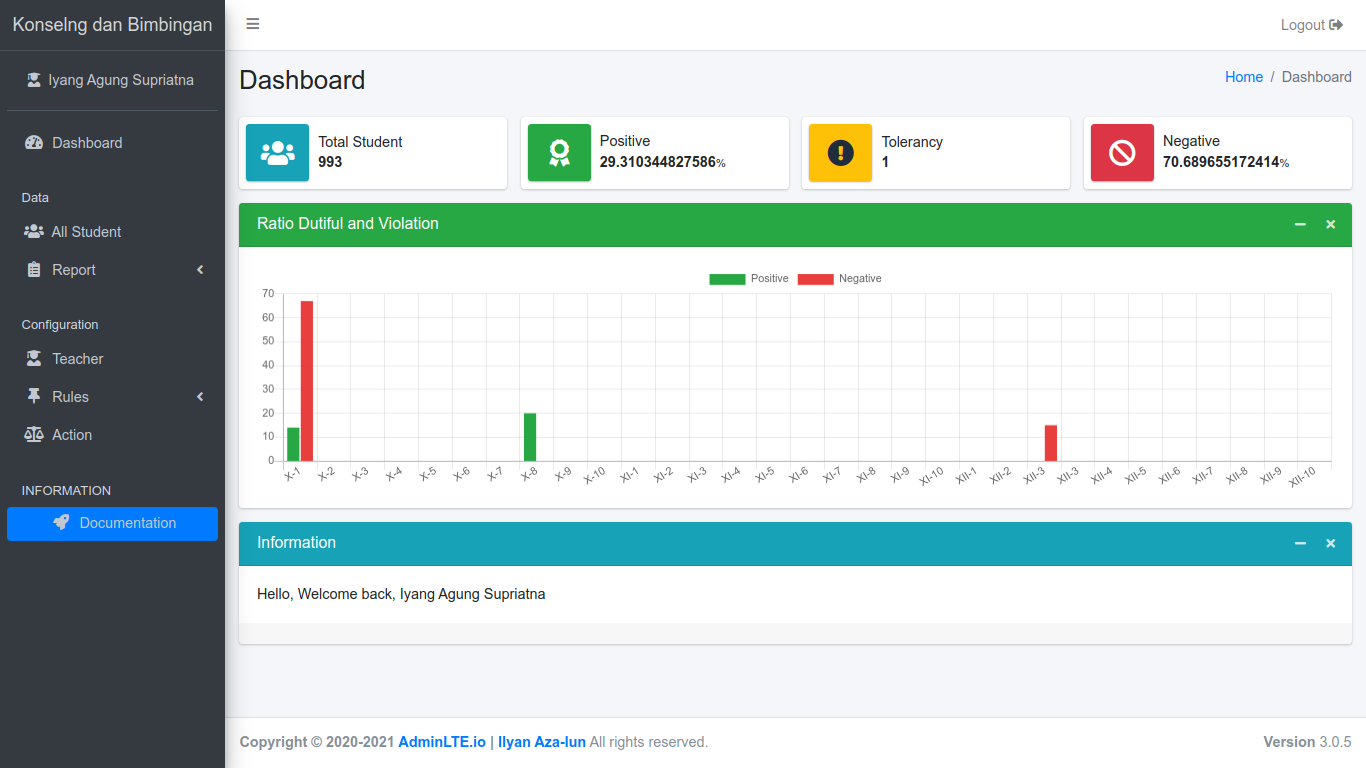 Konselng dan Bimbingan
Logout
Iyang Agung Supriatna
Dashboard
Home / Dashboard
Dashboard
Data
All Student
Report
Configuration
Teacher
Rules
Action
INFORMATION
Documentation
Total Student
993
Positive
29.310344827586%
Tolerancy
1
Negative
70.689655172414%
Ratio Dutiful and Violation
Positive Negative
70
60
50
40
30
20
10
0
X-1 X-2 X-3 X-4 X-5 X-6 X-7 X-8 X-9 X-10 XI-1 XI-2 XI-3 XI-4 XI-5 XI-6 XI-7 XI-8 XI-9 XI-10 XII-1 XII-2 XII-3 XII-3 XII-4 XII-5 XII-6 XII-7 XII-8 XII-9 XII-10
Information
Hello, Welcome back, Iyang Agung Supriatna
Copyright © 2020-2021 AdminLTE.io | Ilyan Aza-lun All rights reserved.
Version 3.0.5